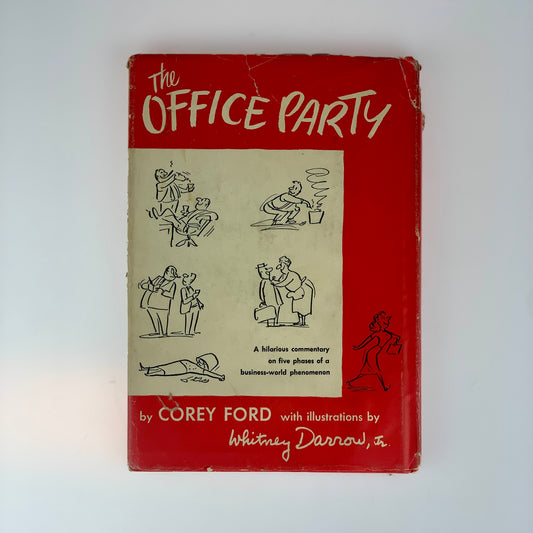 The
OFFICE PARTY
A hilarious commentary
on five phases of a
business-world phenomenon
by COREY FORD with illustrations by
Whitney Darrow, Jr.